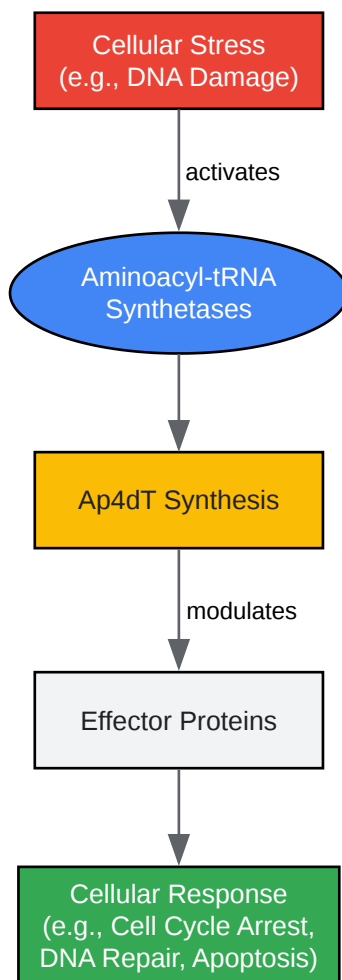 Cellular Stress
(e.g., DNA Damage)
activates
Aminoacyl-tRNA
Synthetases
Ap4dT Synthesis
modulates
Effector Proteins
Cellular Response
(e.g., Cell Cycle Arrest,
DNA Repair, Apoptosis)